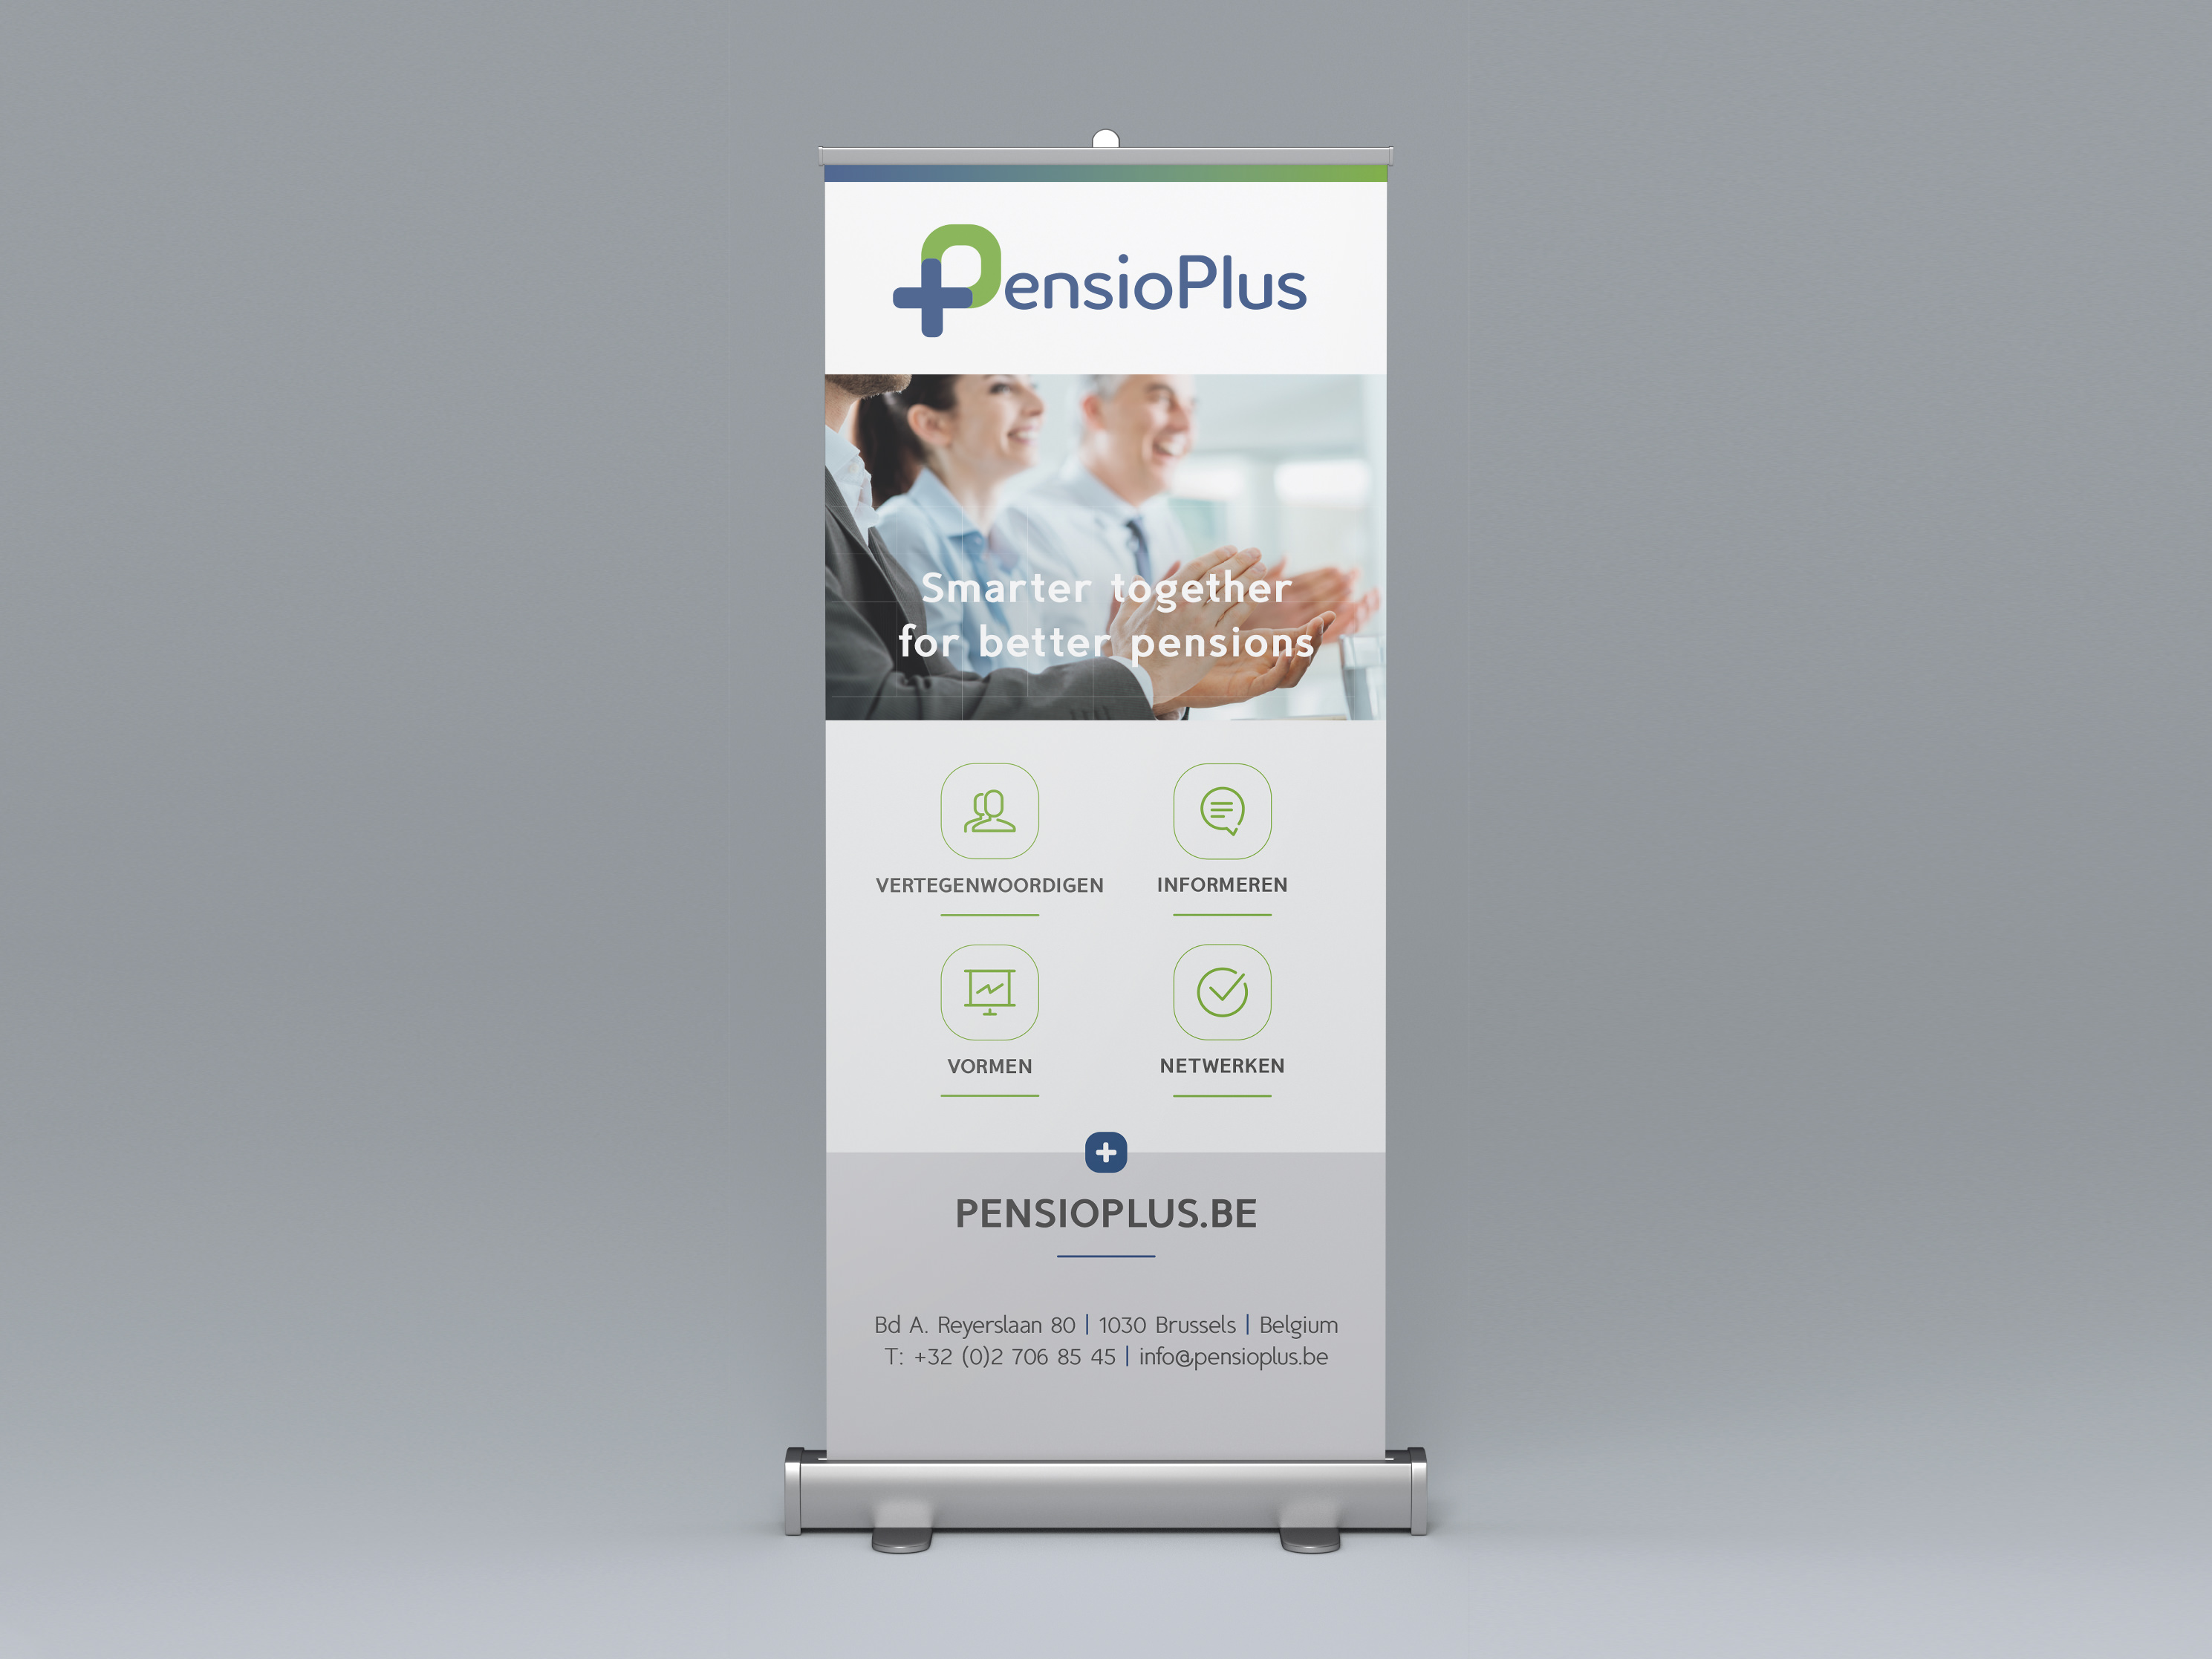 PensioPlus
Smarter together
for better pensions
VERTEGENWOORDIGEN
INFORMEREN
VORMEN
NETWERKEN
PENSIOPLUS.BE
Bd A. Reyerslaan 80 | 1030 Brussels | Belgium
T: +32 (0)2 706 85 45 | info@pensioplus.be